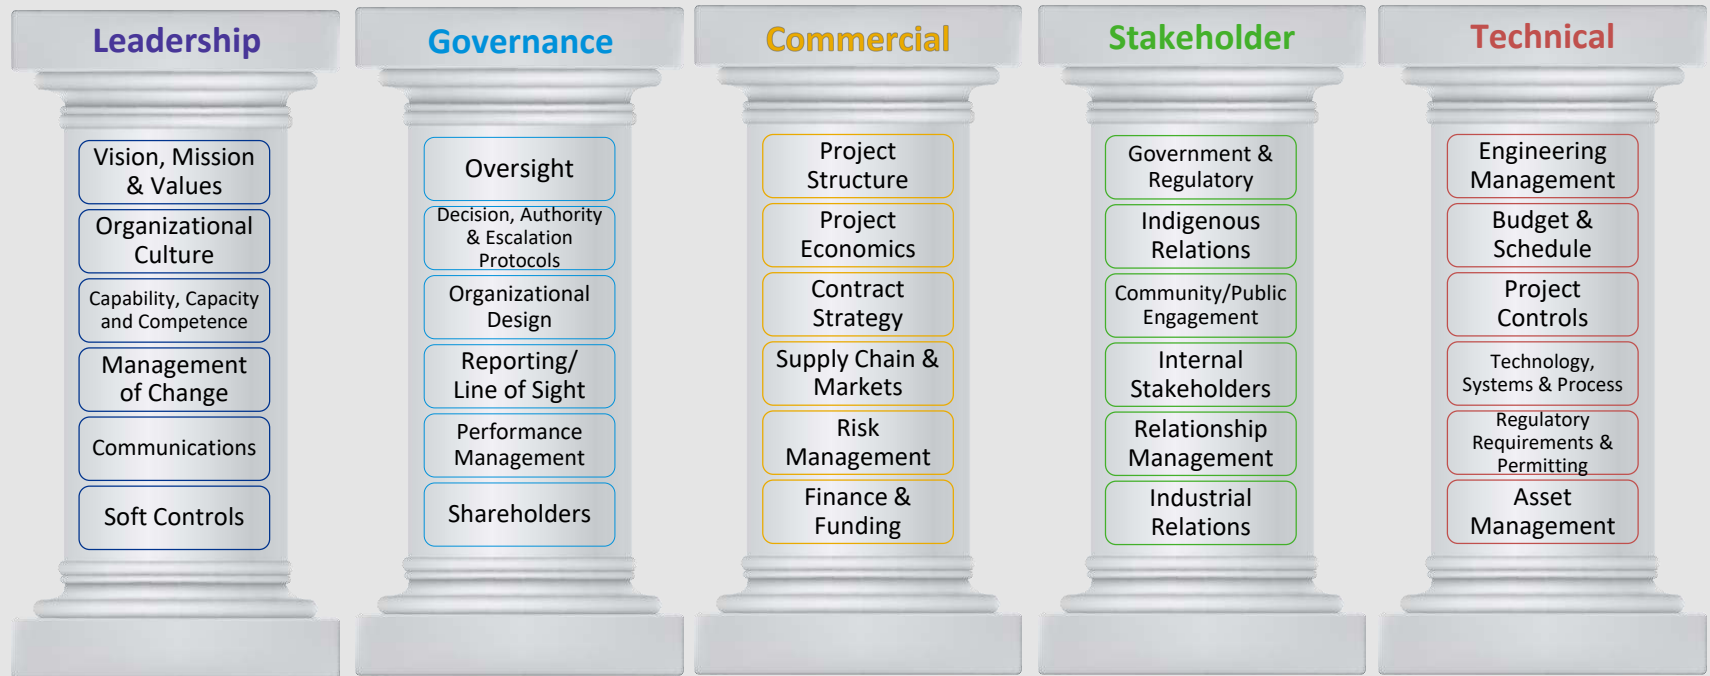 Leadership
Vision, Mission
& Values
Organizational
Culture
Capability, Capacity
and Competence
Management
of Change
Communications
Soft Controls
Governance
Oversight
Decision, Authority
& Escalation
Protocols
Organizational
Design
Reporting/
Line of Sight
Performance
Management
Shareholders
Commercial
Project
Structure
Project
Economics
Contract
Strategy
Supply Chain &
Markets
Risk
Management
Finance &
Funding
Stakeholder
Government &
Regulatory
Indigenous
Relations
Community/Public
Engagement
Internal
Stakeholders
Relationship
Management
Industrial
Relations
Technical
Engineering
Management
Budget &
Schedule
Project
Controls
Technology,
Systems & Process
Regulatory
Requirements &
Permitting
Asset
Management